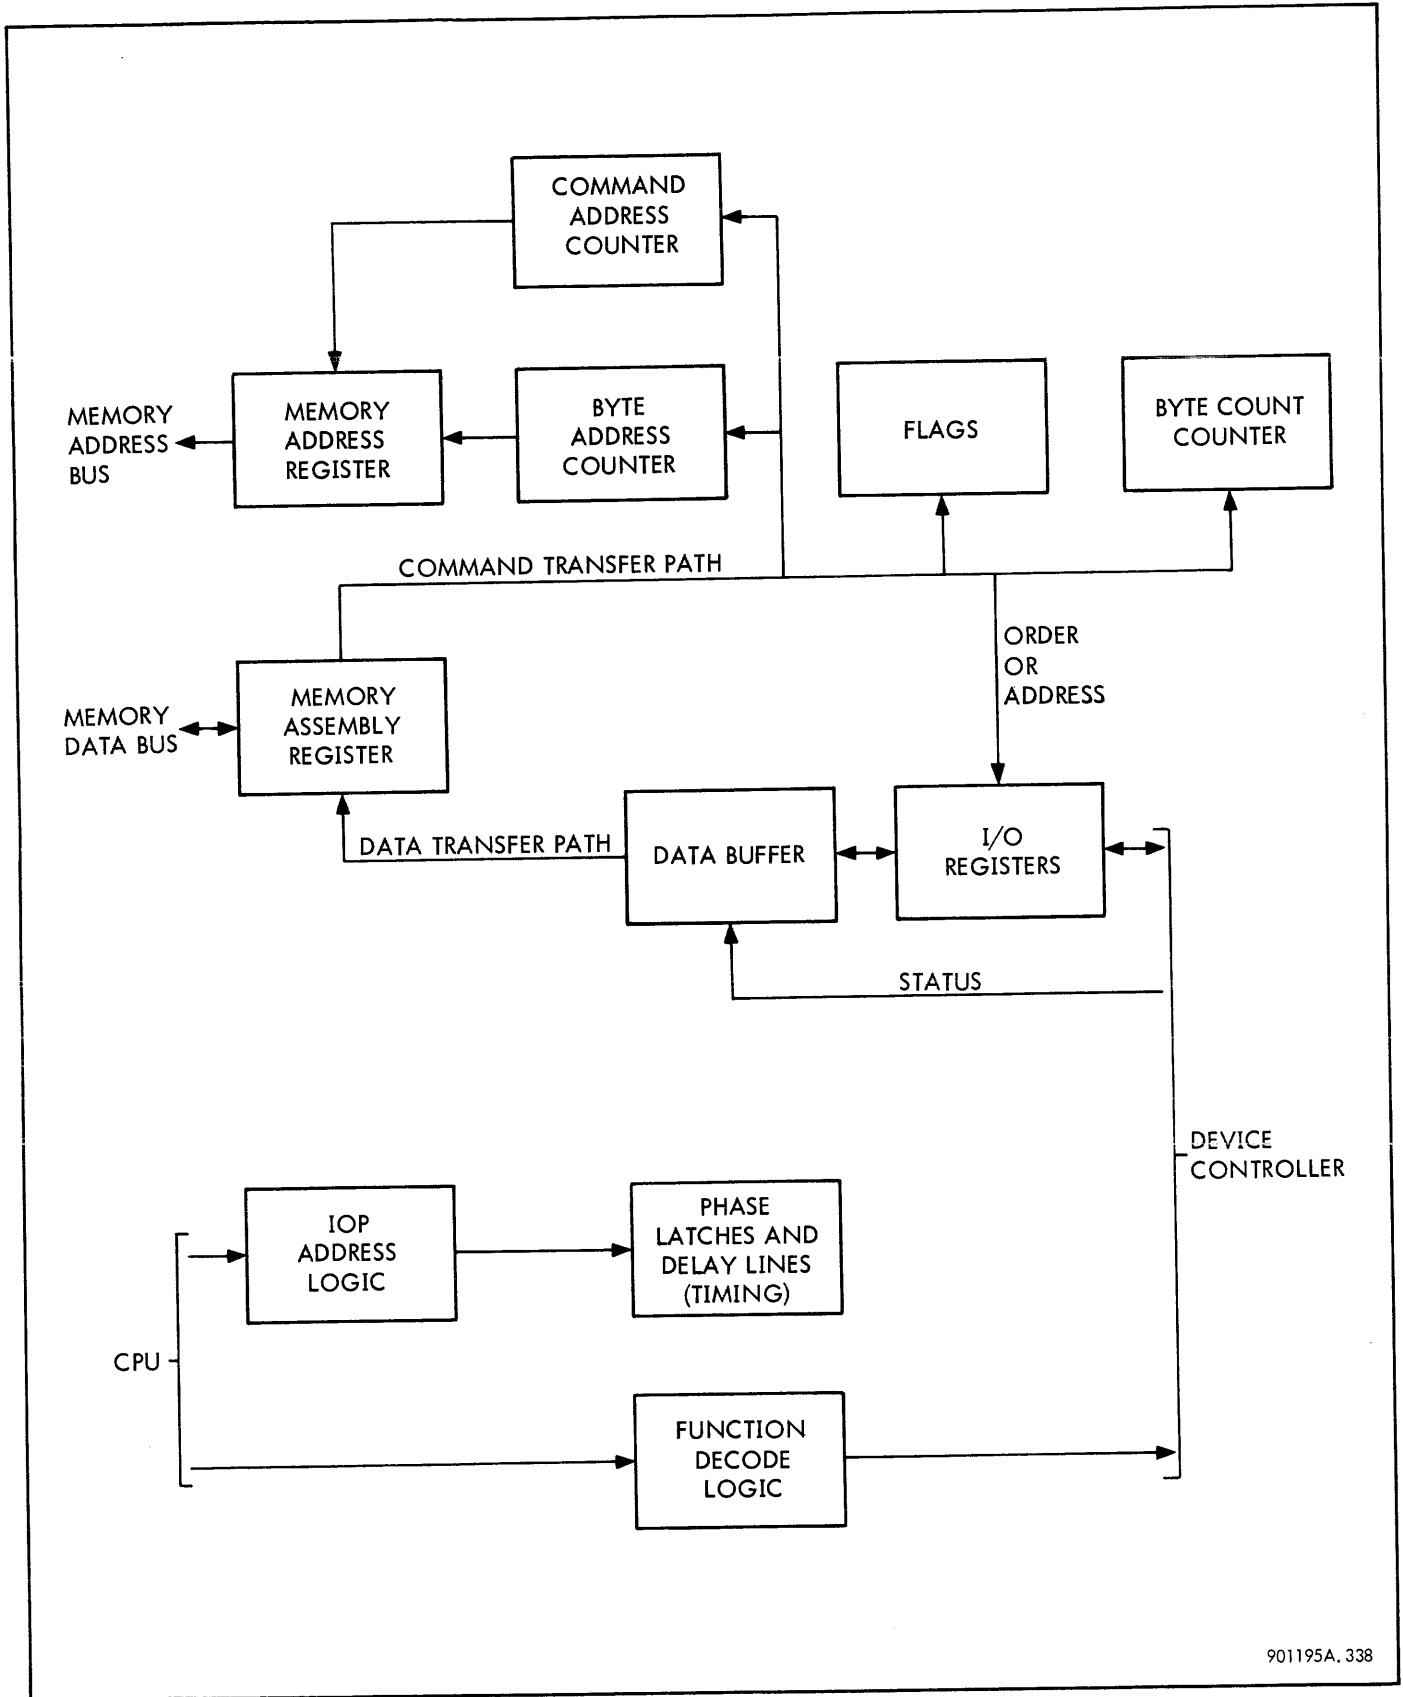 COMMAND
ADDRESS
COUNTER
MEMORY
ADDRESS
BUS
MEMORY
ADDRESS
REGISTER
BYTE
ADDRESS
COUNTER
FLAGS
BYTE COUNT
COUNTER
COMMAND TRANSFER PATH
ORDER
OR
ADDRESS
MEMORY
DATA BUS
MEMORY
ASSEMBLY
REGISTER
DATA TRANSFER PATH
DATA BUFFER
I/O
REGISTERS
STATUS
DEVICE
CONTROLLER
IOP
ADDRESS
LOGIC
PHASE
LATCHES AND
DELAY LINES
(TIMING)
CPU
FUNCTION
DECODE
LOGIC
901195A.338